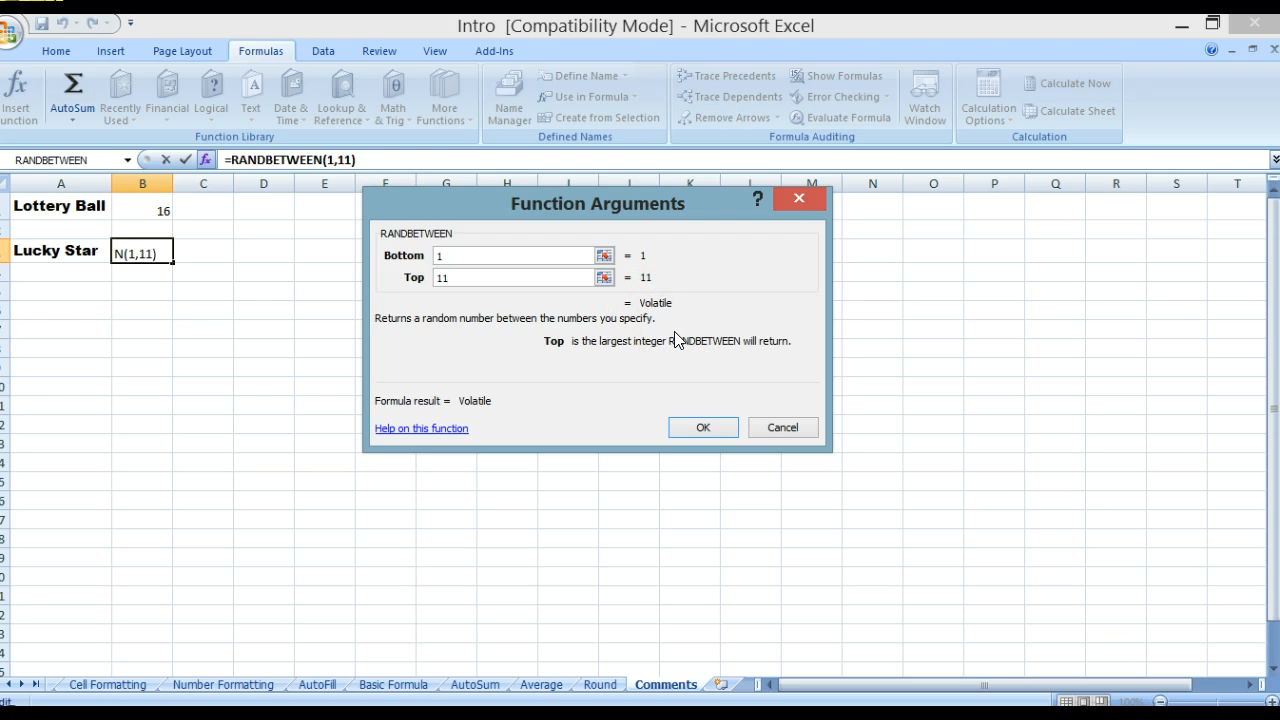 Intro [Compatibility Mode] - Microsoft Excel
Home Insert Page Layout Formulas Data Review View Add-Ins
Insert Function
AutoSum
Recently Used
Financial
Logical
Text
Date & Time
Lookup & Reference
Math & Trig
More Functions
Function Library
Name Manager
Define Name
Use in Formula
Create from Selection
Defined Names
Trace Precedents
Trace Dependents
Remove Arrows
Show Formulas
Error Checking
Evaluate Formula
Formula Auditing
Watch Window
Calculation Options
Calculate Now
Calculate Sheet
Calculation
RANDBETWEEN =RANDBETWEEN(1,11)
A B C D E F G H I J K L M N O P Q R S T
Lottery Ball 16
Lucky Star N(1,11)
Function Arguments
RANDBETWEEN
Bottom 1 = 1
Top 11 = 11
= Volatile
Returns a random number between the numbers you specify.
Top is the largest integer RANDBETWEEN will return.
Formula result = Volatile
Help on this function OK Cancel
Cell Formatting Number Formatting AutoFill Basic Formula AutoSum Average Round Comments
100%